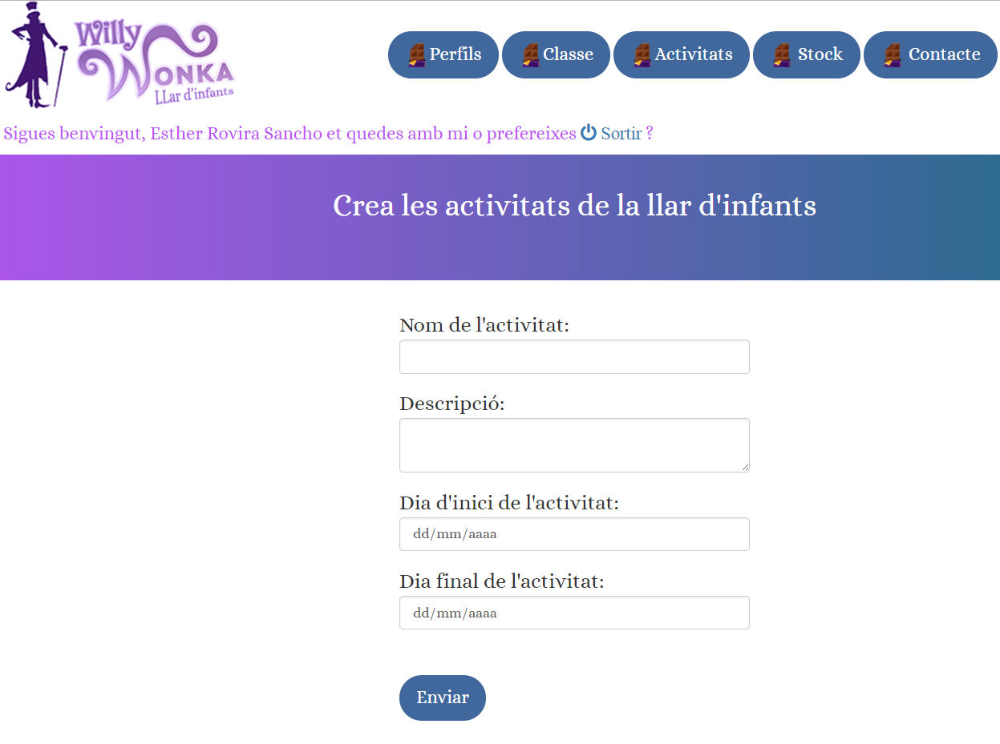 Willy
Wonka
LLar d'infants
Perfils
Classe
Activitats
Stock
Contacte
Sigues benvingut, Esther Rovira Sancho et quedes amb mi o prefereixes Sortir ?
Crea les activitats de la llar d'infants
Nom de l'activitat:
Descripció:
Dia d'inici de l'activitat:
dd/mm/aaaa
Dia final de l'activitat:
dd/mm/aaaa
Enviar